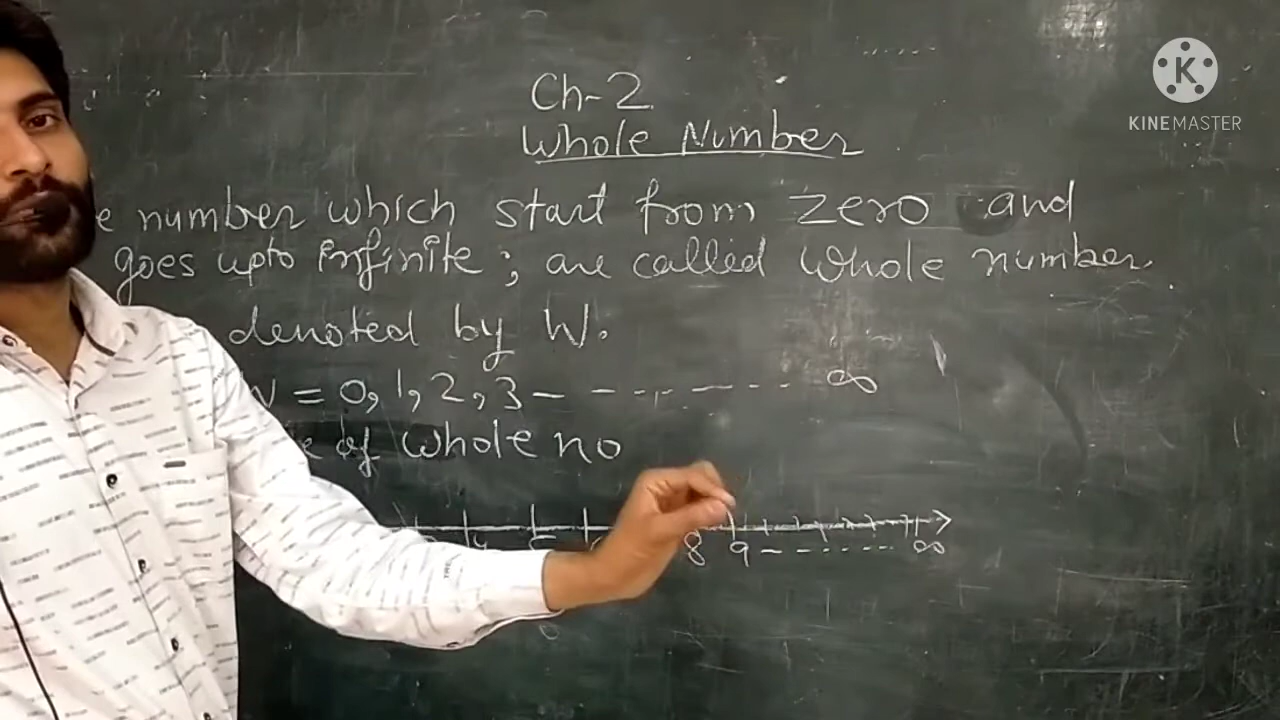 Ch-2
Whole Number
e number which start from zero and
goes upto infinite; are called whole number
denoted by W.
W = 0, 1, 2, 3 - - - - - - - - ∞
e of whole no
8 9 - - - - - - ∞
K
KINEMASTER